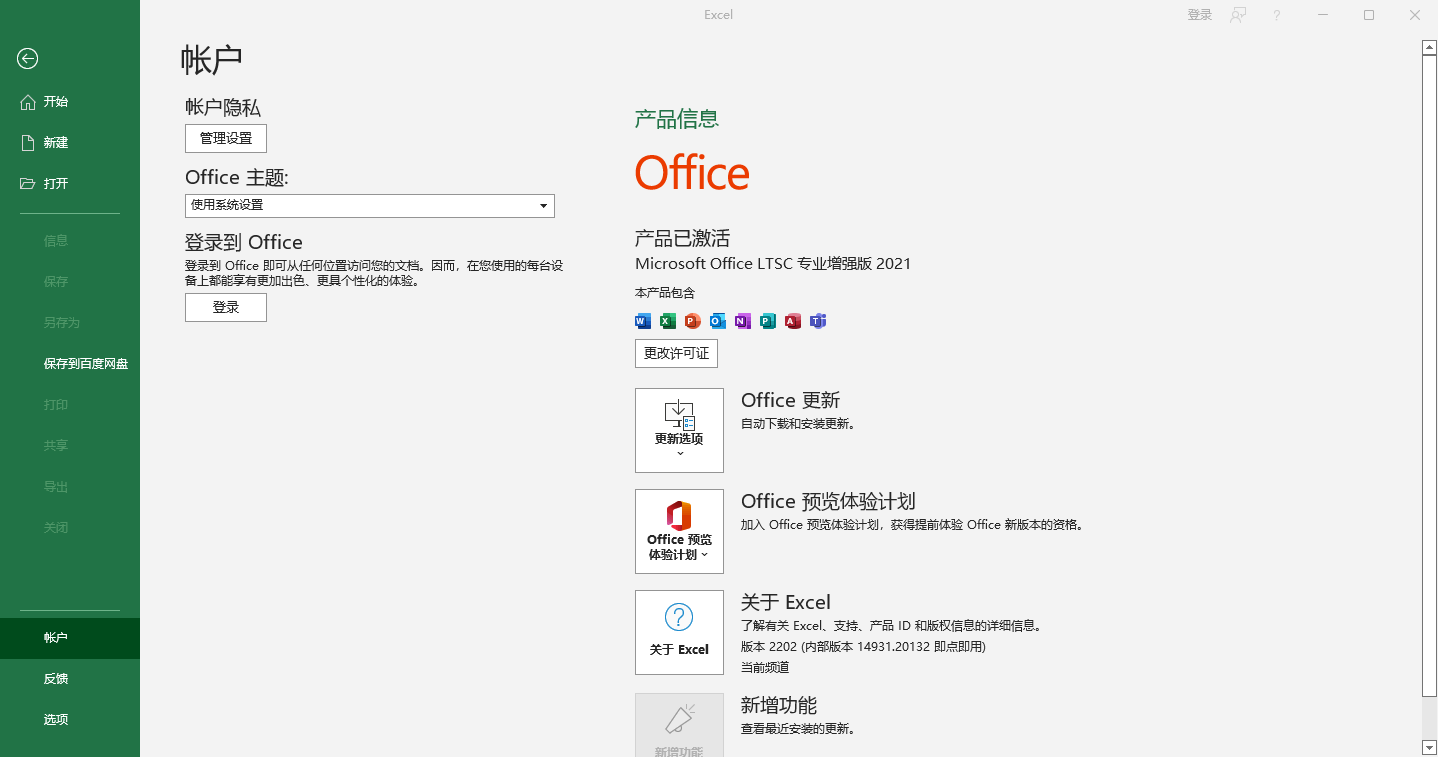 Excel
登录
?
开始
新建
打开
信息
保存
另存为
保存到百度网盘
打印
共享
导出
关闭
帐户
反馈
选项
帐户
帐户隐私
管理设置
Office 主题:
使用系统设置
登录到 Office
登录到 Office 即可从任何位置访问您的文档。因而，在您使用的每台设
备上都能享有更加出色、更具个性化的体验。
登录
产品信息
Office
产品已激活
Microsoft Office LTSC 专业增强版 2021
本产品包含
W X P O N P A T
更改许可证
更新选项
Office 更新
自动下载和安装更新。
Office 预览
体验计划
Office 预览体验计划
加入 Office 预览体验计划，获得提前体验 Office 新版本的资格。
?
关于 Excel
关于 Excel
了解有关 Excel、支持、产品 ID 和版权信息的详细信息。
版本 2202 (内部版本 14931.20132 即点即用)
当前频道
新增功能
新增功能
查看最近安装的更新。